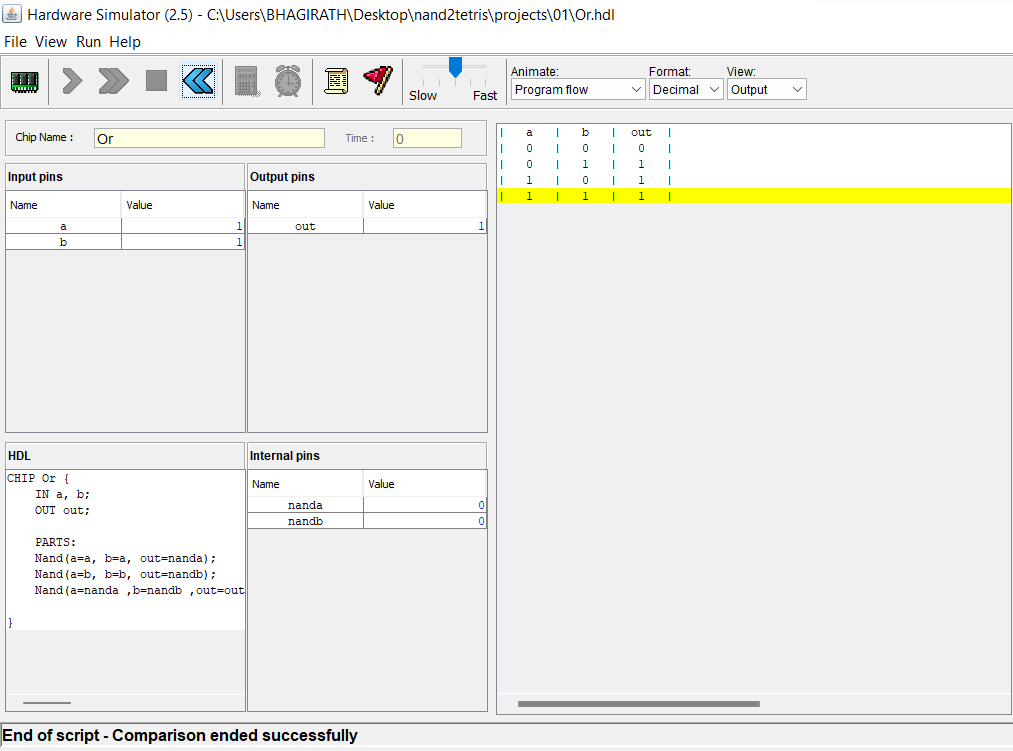 Hardware Simulator (2.5) - C:\Users\BHAGIRATH\Desktop\nand2tetris\projects\01\Or.hdl
File View Run Help
Slow Fast
Animate: Format: View:
Program flow Decimal Output
Chip Name : Or Time : 0
Input pins
Name Value
a 1
b 1
Output pins
Name Value
out 1
HDL
CHIP Or {
IN a, b;
OUT out;
PARTS:
Nand(a=a, b=a, out=nanda);
Nand(a=b, b=b, out=nandb);
Nand(a=nanda ,b=nandb ,out=out
}
Internal pins
Name Value
nanda 0
nandb 0
| a | b | out |
| 0 | 0 | 0 |
| 0 | 1 | 1 |
| 1 | 0 | 1 |
| 1 | 1 | 1 |
End of script - Comparison ended successfully